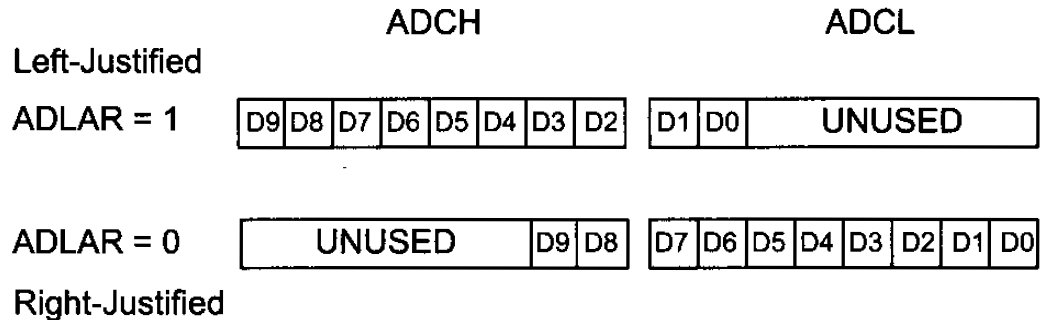 ADCH ADCL
Left-Justified
ADLAR = 1 D9 D8 D7 D6 D5 D4 D3 D2 D1 D0 UNUSED
ADLAR = 0 UNUSED D9 D8 D7 D6 D5 D4 D3 D2 D1 D0
Right-Justified